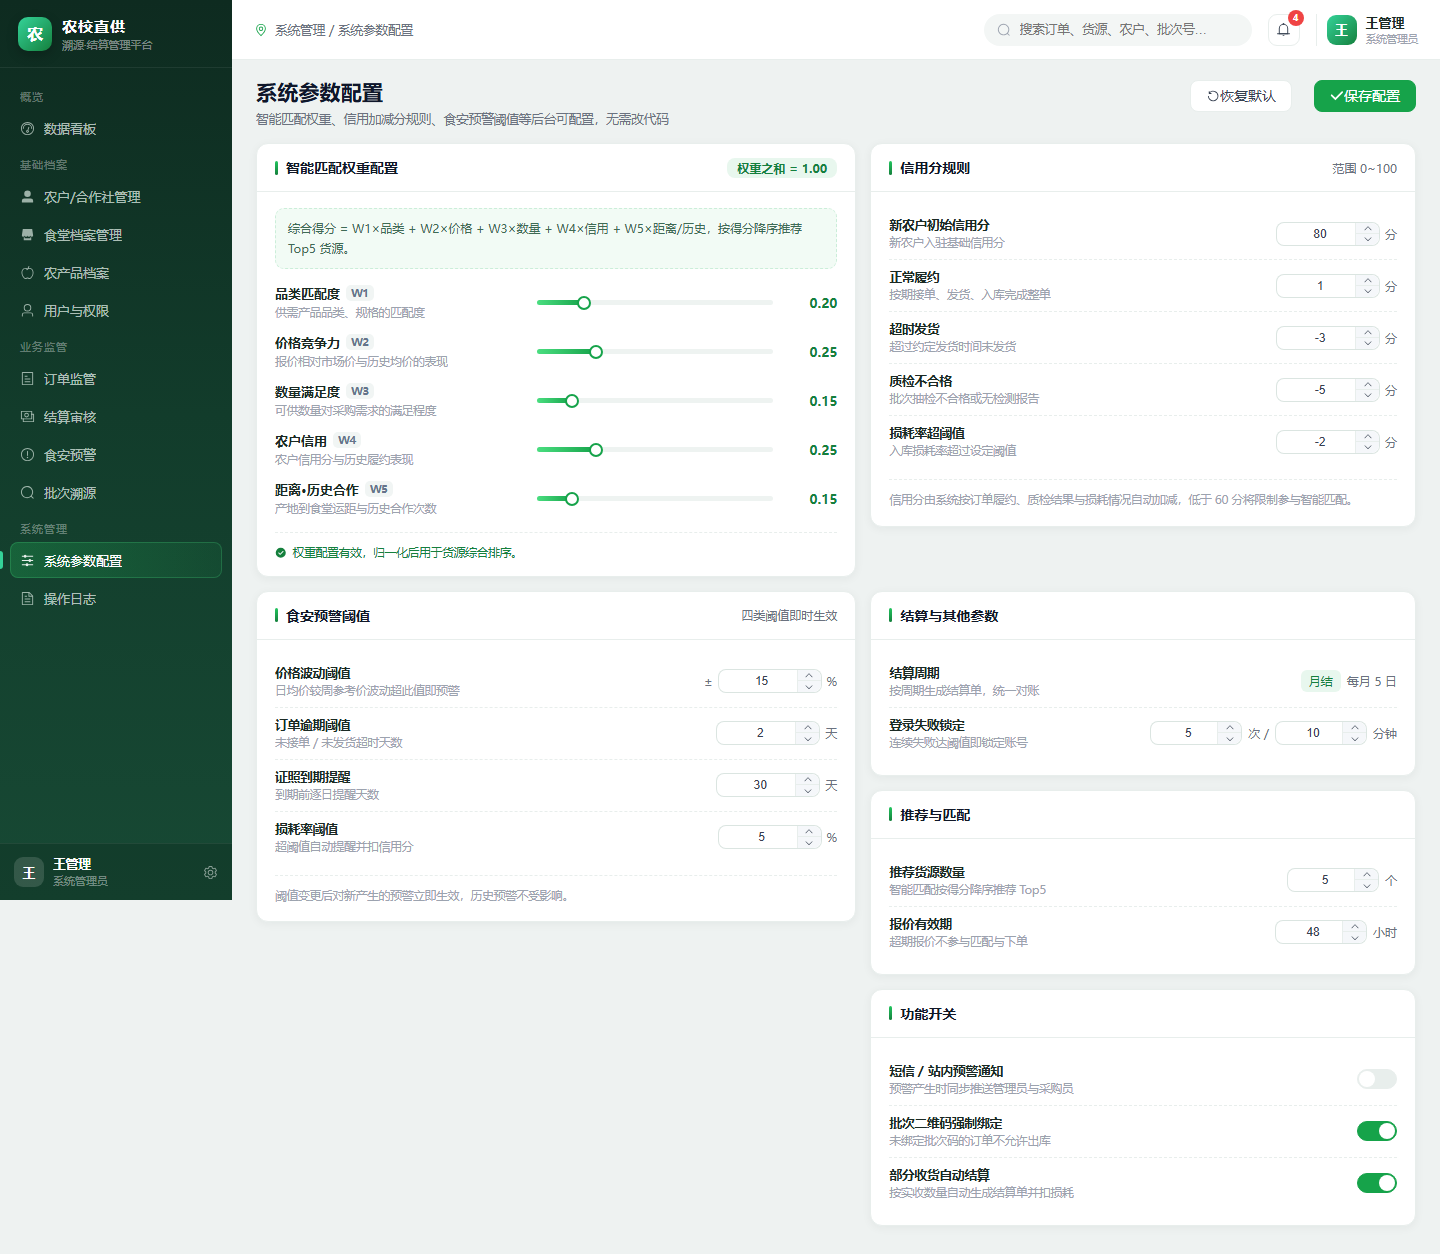 农
农校直供
溯源·结算管理平台
概览
数据看板
基础档案
农户/合作社管理
食堂档案管理
农产品档案
用户与权限
业务监管
订单监管
结算审核
食安预警
批次溯源
系统管理
系统参数配置
操作日志
王
王管理
系统管理员
系统管理 / 系统参数配置
搜索订单、货源、农户、批次号...
4
王
王管理
系统管理员
系统参数配置
智能匹配权重、信用加减分规则、食安预警阈值等后台可配置，无需改代码
恢复默认
保存配置
智能匹配权重配置
权重之和 = 1.00
综合得分 = W1×品类 + W2×价格 + W3×数量 + W4×信用 + W5×距离/历史，按得分降序推荐
Top5 货源。
品类匹配度 W1
供需产品品类、规格的匹配度
0.20
价格竞争力 W2
报价相对市场价与历史均价的表现
0.25
数量满足度 W3
可供数量对采购需求的满足程度
0.15
农户信用 W4
农户信用分与历史履约表现
0.25
距离·历史合作 W5
产地到食堂运距与历史合作次数
0.15
权重配置有效，归一化后用于货源综合排序。
信用分规则
范围 0~100
新农户初始信用分
新农户入驻基础信用分
80 分
正常履约
按期接单、发货、入库完成整单
1 分
超时发货
超过约定发货时间未发货
-3 分
质检不合格
批次抽检不合格或无检测报告
-5 分
损耗率超阈值
入库损耗率超过设定阈值
-2 分
信用分由系统按订单履约、质检结果与损耗情况自动加减，低于 60 分将限制参与智能匹配。
食安预警阈值
四类阈值即时生效
价格波动阈值
日均价较周参考价波动超此值即预警
± 15 %
订单逾期阈值
未接单 / 未发货超时天数
2 天
证照到期提醒
到期前逐日提醒天数
30 天
损耗率阈值
超阈值自动提醒并扣信用分
5 %
阈值变更后对新产生的预警立即生效，历史预警不受影响。
结算与其他参数
结算周期
按周期生成结算单，统一对账
月结 每月 5 日
登录失败锁定
连续失败达阈值即锁定账号
5 次 / 10 分钟
推荐与匹配
推荐货源数量
智能匹配按得分降序推荐 Top5
5 个
报价有效期
超期报价不参与匹配与下单
48 小时
功能开关
短信 / 站内预警通知
预警产生时同步推送管理员与采购员
批次二维码强制绑定
未绑定批次码的订单不允许出库
部分收货自动结算
按实收数量自动生成结算单并扣损耗